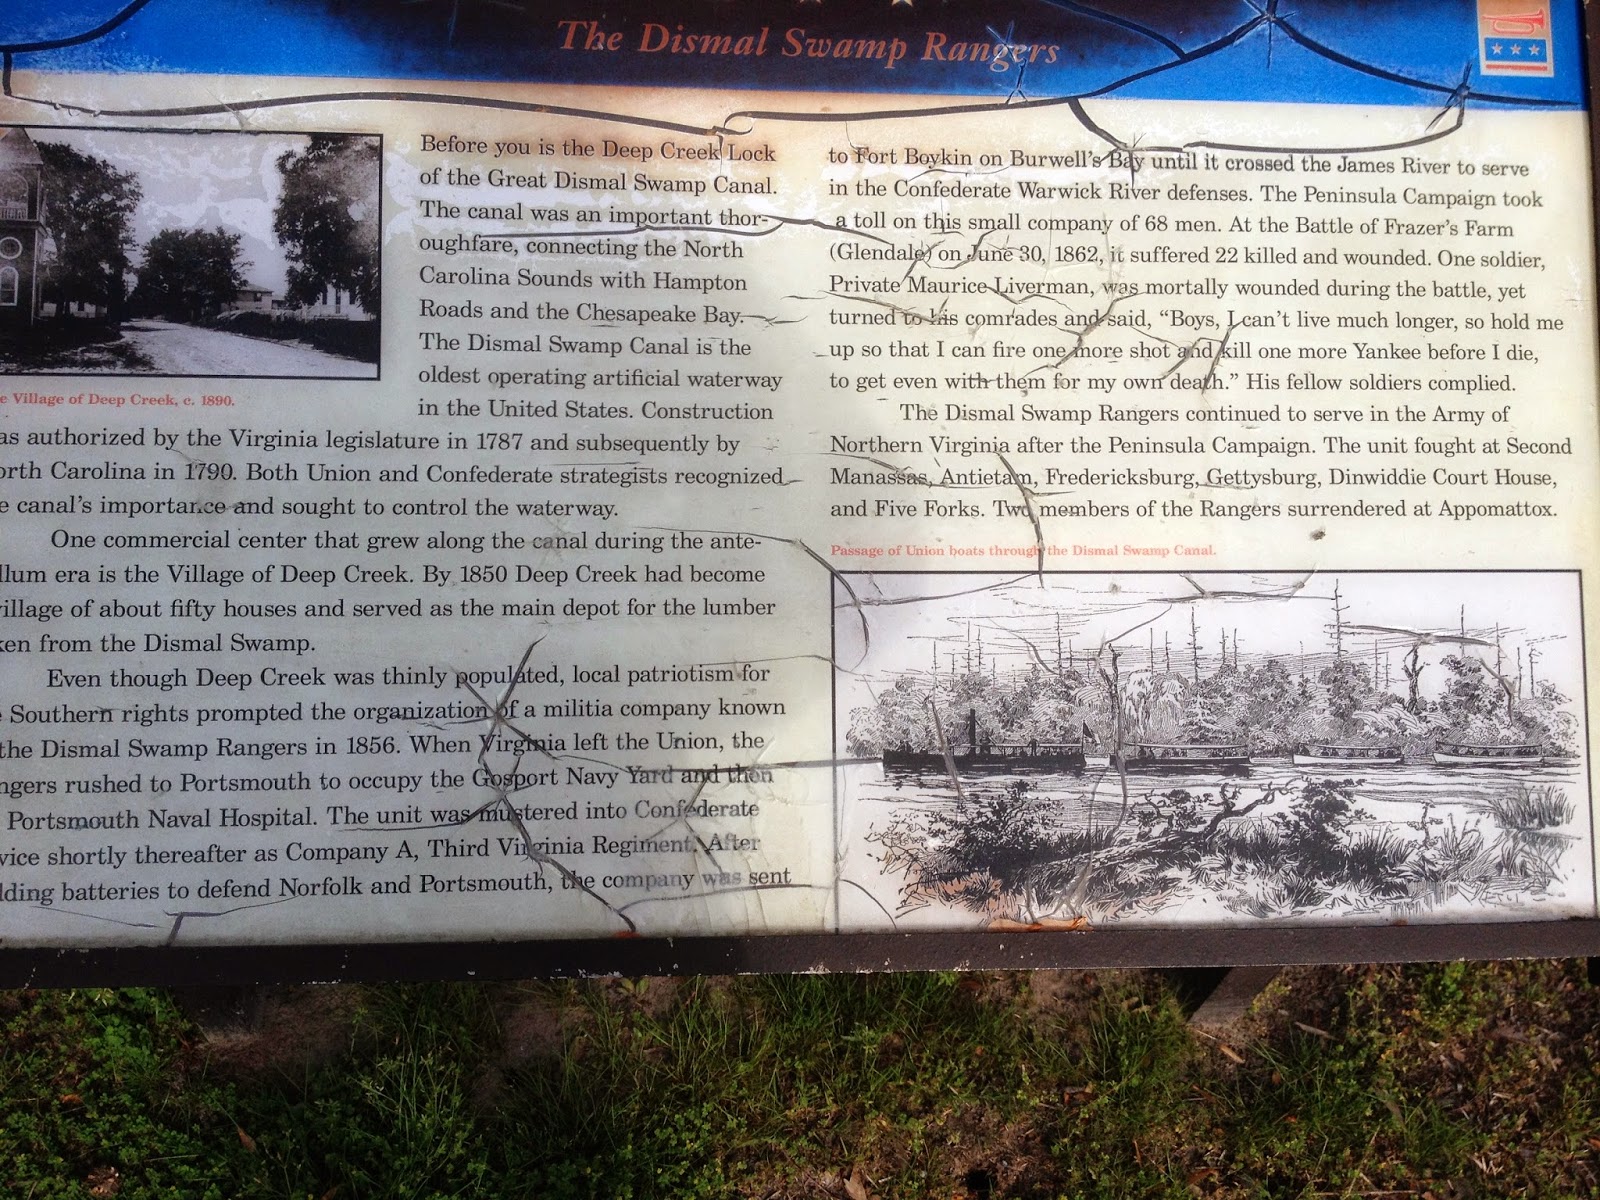 The Dismal Swamp Rangers
Before you is the Deep Creek Lock
of the Great Dismal Swamp Canal.
The canal was an important thor-
oughfare, connecting the North
Carolina Sounds with Hampton
Roads and the Chesapeake Bay.
The Dismal Swamp Canal is the
oldest operating artificial waterway
in the United States. Construction
as authorized by the Virginia legislature in 1787 and subsequently by
orth Carolina in 1790. Both Union and Confederate strategists recognized
e canal's importance and sought to control the waterway.
One commercial center that grew along the canal during the ante-
llum era is the Village of Deep Creek. By 1850 Deep Creek had become
village of about fifty houses and served as the main depot for the lumber
ken from the Dismal Swamp.
Even though Deep Creek was thinly populated, local patriotism for
e Southern rights prompted the organization of a militia company known
the Dismal Swamp Rangers in 1856. When Virginia left the Union, the
ngers rushed to Portsmouth to occupy the Gosport Navy Yard and then
Portsmouth Naval Hospital. The unit was mustered into Confederate
vice shortly thereafter as Company A, Third Virginia Regiment. After
lding batteries to defend Norfolk and Portsmouth, the company was sent
e Village of Deep Creek, c. 1890.
to Fort Boykin on Burwell's Bay until it crossed the James River to serve
in the Confederate Warwick River defenses. The Peninsula Campaign took
a toll on this small company of 68 men. At the Battle of Frazer's Farm
(Glendale) on June 30, 1862, it suffered 22 killed and wounded. One soldier,
Private Maurice Liverman, was mortally wounded during the battle, yet
turned to his comrades and said, "Boys, I can't live much longer, so hold me
up so that I can fire one more shot and kill one more Yankee before I die,
to get even with them for my own death." His fellow soldiers complied.
The Dismal Swamp Rangers continued to serve in the Army of
Northern Virginia after the Peninsula Campaign. The unit fought at Second
Manassas, Antietam, Fredericksburg, Gettysburg, Dinwiddie Court House,
and Five Forks. Two members of the Rangers surrendered at Appomattox.
Passage of Union boats through the Dismal Swamp Canal.